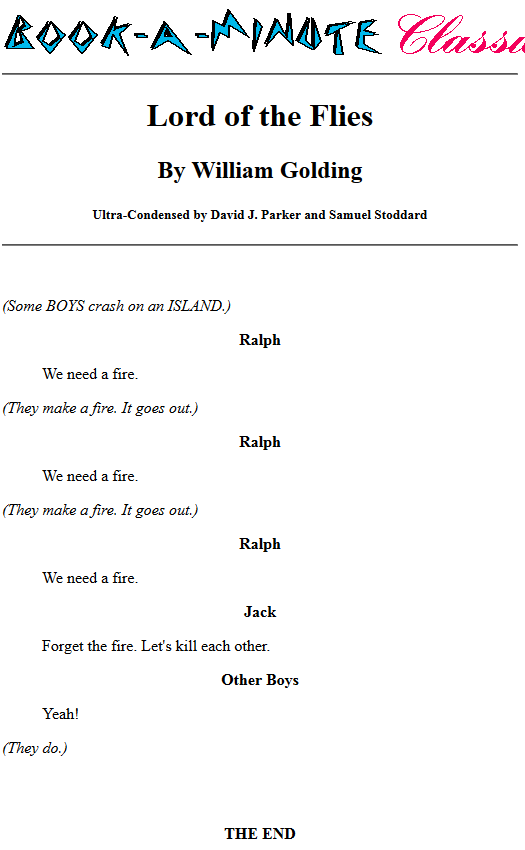 BOOK-A-MINUTE
Lord of the Flies
By William Golding
Ultra-Condensed by David J. Parker and Samuel Stoddard
(Some BOYS crash on an ISLAND.)
Ralph
We need a fire.
(They make a fire. It goes out.)
Ralph
We need a fire.
(They make a fire. It goes out.)
Ralph
We need a fire.
Jack
Forget the fire. Let's kill each other.
Other Boys
Yeah!
(They do.)
THE END